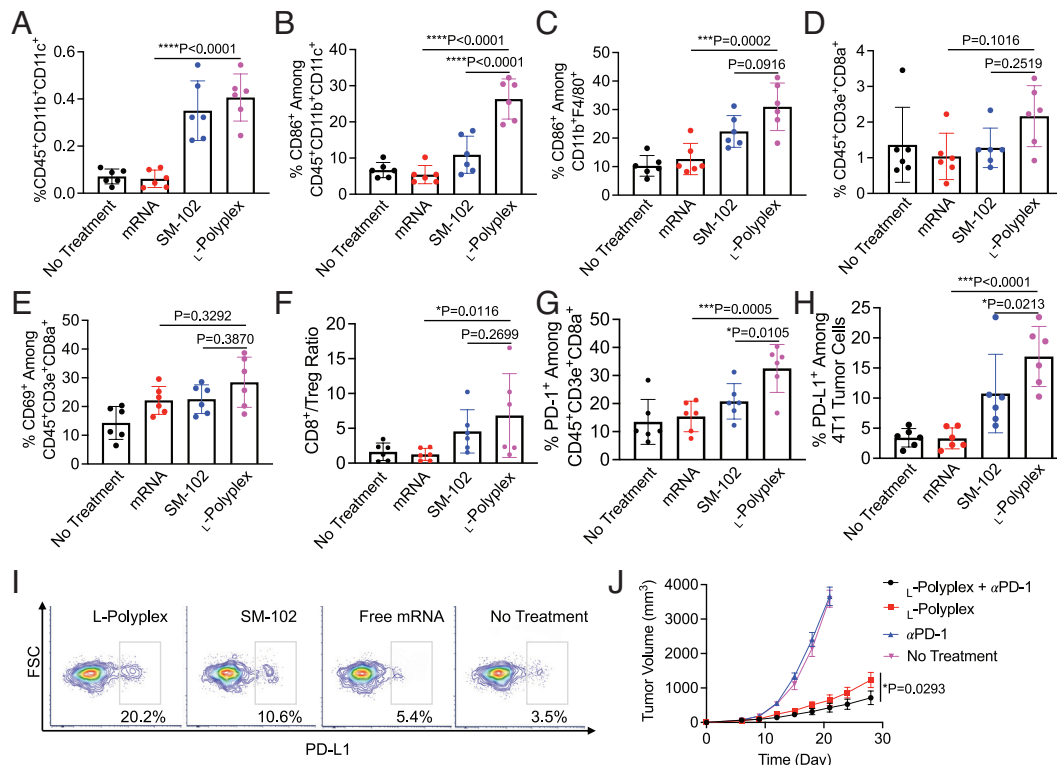 A
%CD45⁺CD11b⁺CD11c⁺
0.6
0.4
0.2
0.0
****P<0.0001
No Treatment
mRNA
SM-102
L-Polyplex
B
% CD86⁺ Among
CD45⁺CD11b⁺CD11c⁺
40
30
20
10
0
****P<0.0001
****P<0.0001
No Treatment
mRNA
SM-102
L-Polyplex
C
% CD86⁺ Among
CD11b⁺F4/80⁺
50
40
30
20
10
0
***P=0.0002
P=0.0916
No Treatment
mRNA
SM-102
L-Polyplex
D
% CD45⁺CD3e⁺CD8a⁺
4
3
2
1
0
P=0.1016
P=0.2519
No Treatment
mRNA
SM-102
L-Polyplex
E
% CD69⁺ Among
CD45⁺CD3e⁺CD8a⁺
50
40
30
20
10
0
P=0.3292
P=0.3870
No Treatment
mRNA
SM-102
L-Polyplex
F
CD8⁺/Treg Ratio
20
15
10
5
0
*P=0.0116
P=0.2699
No Treatment
mRNA
SM-102
L-Polyplex
G
% PD-1⁺ Among
CD45⁺CD3e⁺CD8a⁺
50
40
30
20
10
0
***P=0.0005
*P=0.0105
No Treatment
mRNA
SM-102
L-Polyplex
H
% PD-L1⁺ Among
4T1 Tumor Cells
30
20
10
0
***P<0.0001
*P=0.0213
No Treatment
mRNA
SM-102
L-Polyplex
I
FSC
L-Polyplex
SM-102
Free mRNA
No Treatment
20.2%
10.6%
5.4%
3.5%
PD-L1
J
Tumor Volume (mm³)
4000
3000
2000
1000
0
0
10
20
30
Time (Day)
L-Polyplex + αPD-1
L-Polyplex
αPD-1
No Treatment
*P=0.0293